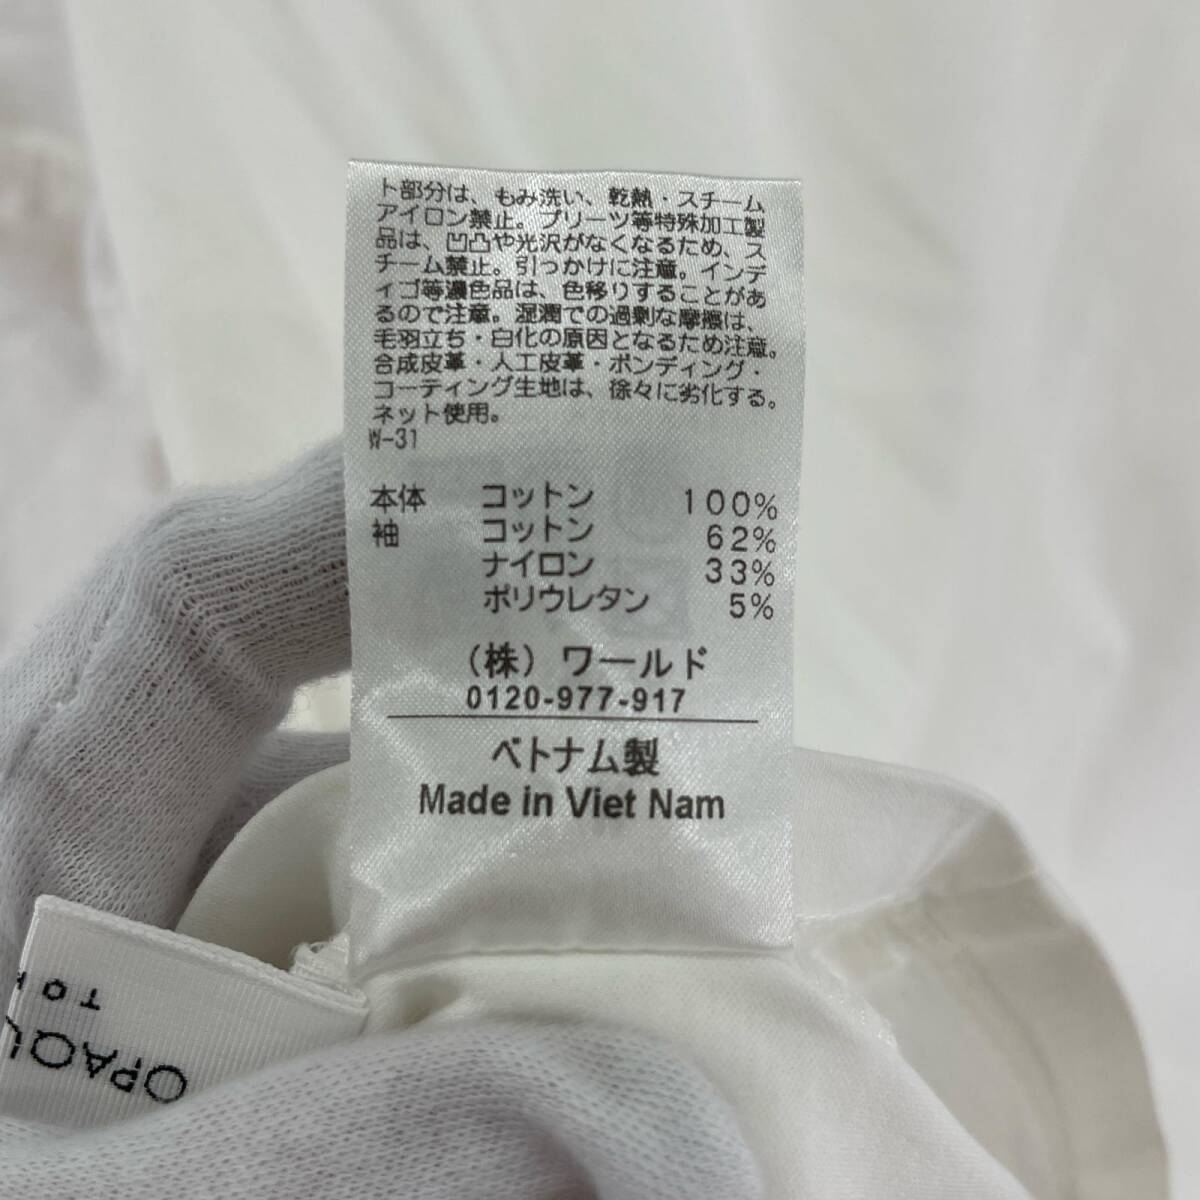 ト部分は、もみ洗い、乾熱・スチーム
アイロン禁止。プリーツ等特殊加工製
品は、凹凸や光沢がなくなるため、ス
チーム禁止。引っかけに注意。インデ
ィゴ等濃色品は、色移りすることがあ
るので注意。湿潤での過剰な摩擦は、
毛羽立ち・白化の原因となるため注意。
合成皮革・人工皮革・ボンディング・
コーティング生地は、徐々に劣化する。
ネット使用。
W-31
本体 コットン 100%
袖 コットン 62%
ナイロン 33%
ポリウレタン 5%
(株) ワールド
0120-977-917
ベトナム製
Made in Viet Nam